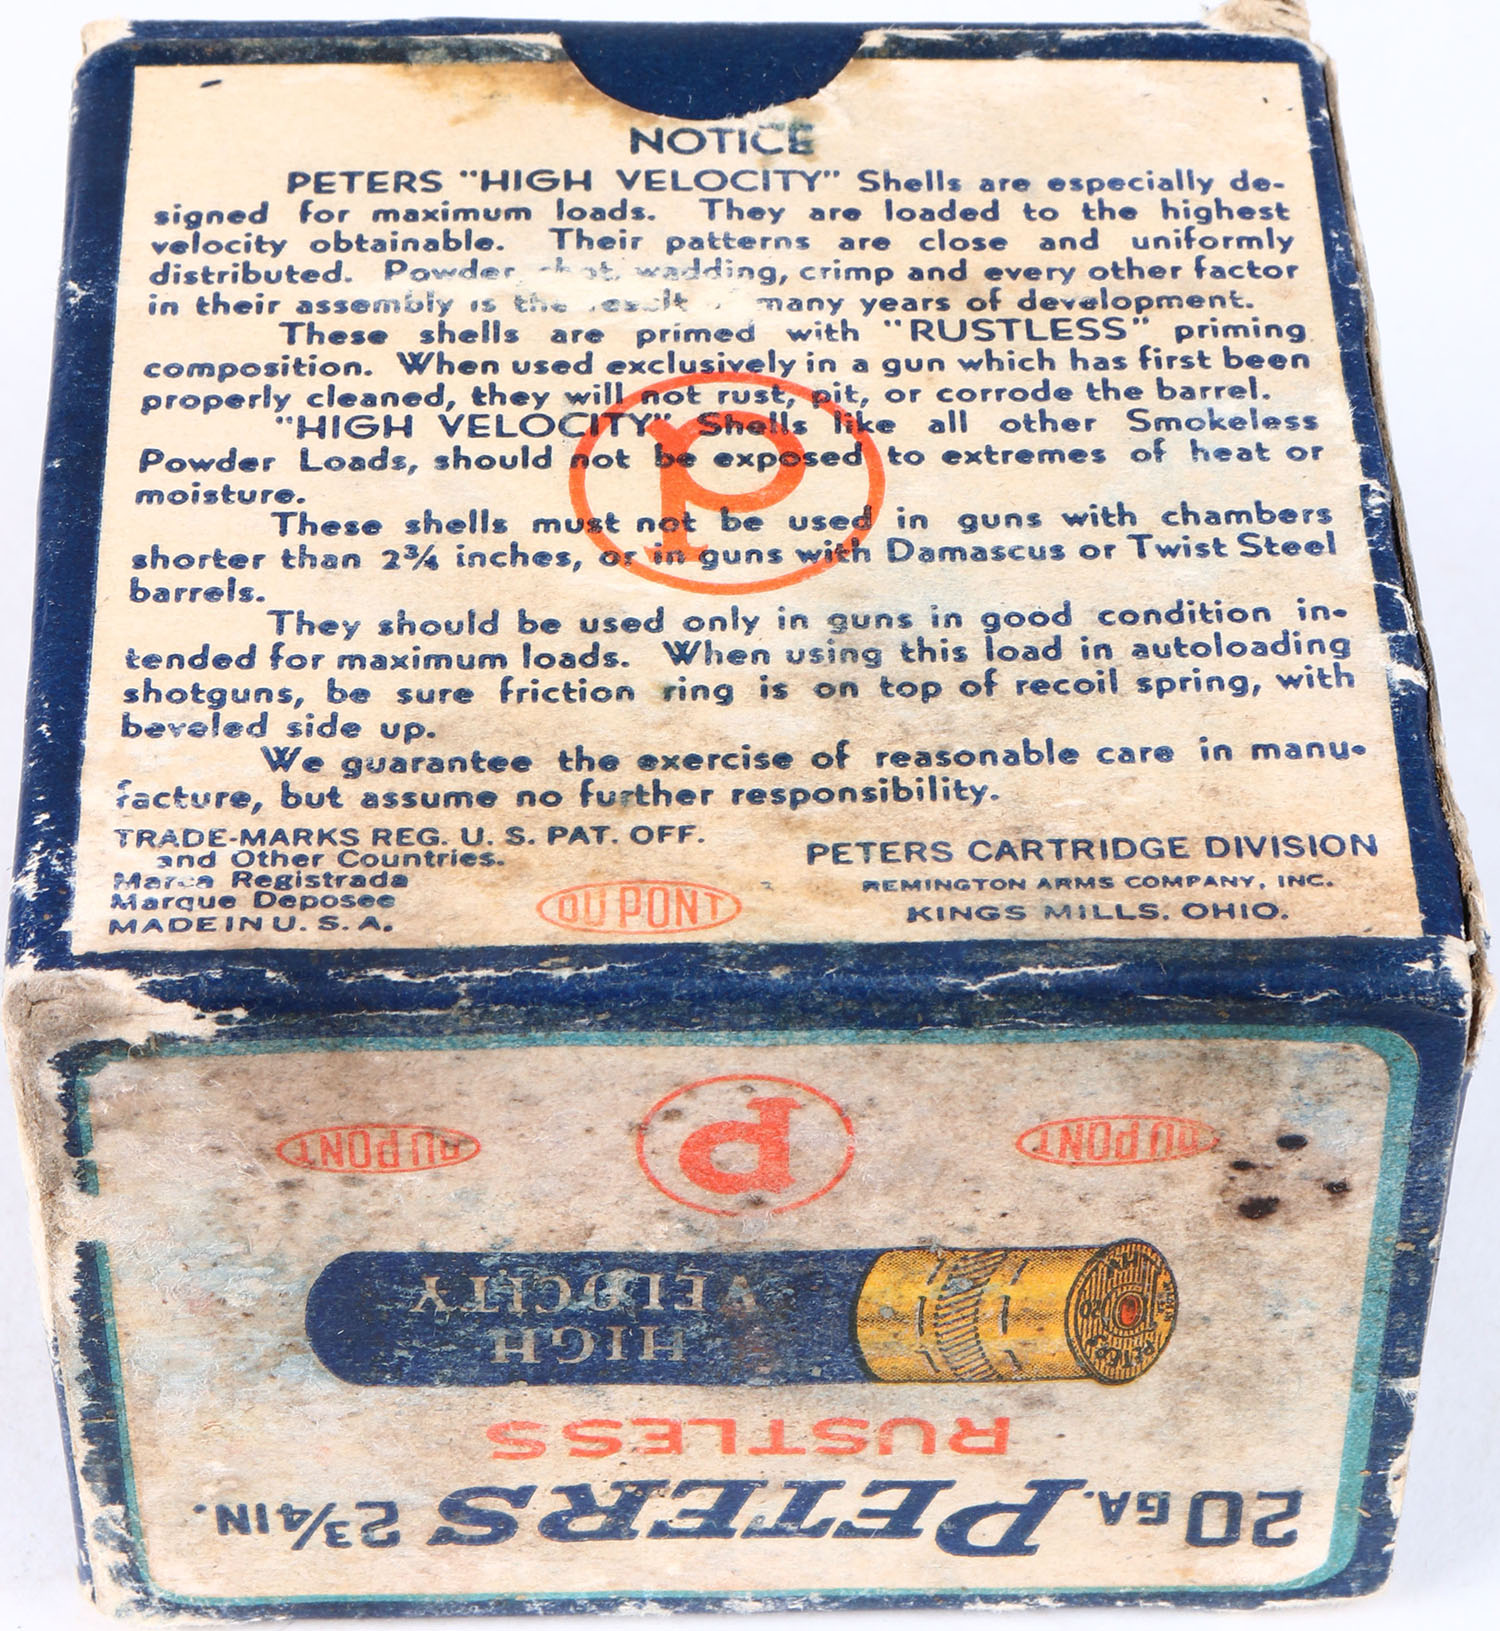 NOTICE
PETERS "HIGH VELOCITY" Shells are especially de-
signed for maximum loads. They are loaded to the highest
velocity obtainable. Their patterns are close and uniformly
distributed. Powder, shot, wadding, crimp and every other factor
in their assembly is the result of many years of development.
These shells are primed with "RUSTLESS" priming
composition. When used exclusively in a gun which has first been
properly cleaned, they will not rust, pit, or corrode the barrel.
"HIGH VELOCITY" Shells like all other Smokeless
Powder Loads, should not be exposed to extremes of heat or
moisture.
These shells must not be used in guns with chambers
shorter than 2¾ inches, or in guns with Damascus or Twist Steel
barrels.
They should be used only in guns in good condition in-
tended for maximum loads. When using this load in autoloading
shotguns, be sure friction ring is on top of recoil spring, with
beveled side up.
We guarantee the exercise of reasonable care in manu-
facture, but assume no further responsibility.
TRADE-MARKS REG. U. S. PAT. OFF.
and Other Countries.
Marca Registrada
Marque Deposee
MADE IN U. S. A.
DU PONT
PETERS CARTRIDGE DIVISION
REMINGTON ARMS COMPANY, INC.
KINGS MILLS, OHIO.
P
20 GA. PETERS 2¾ IN.
RUSTLESS
HIGH
VELOCITY
PETERS
20
DU PONT
P
DU PONT